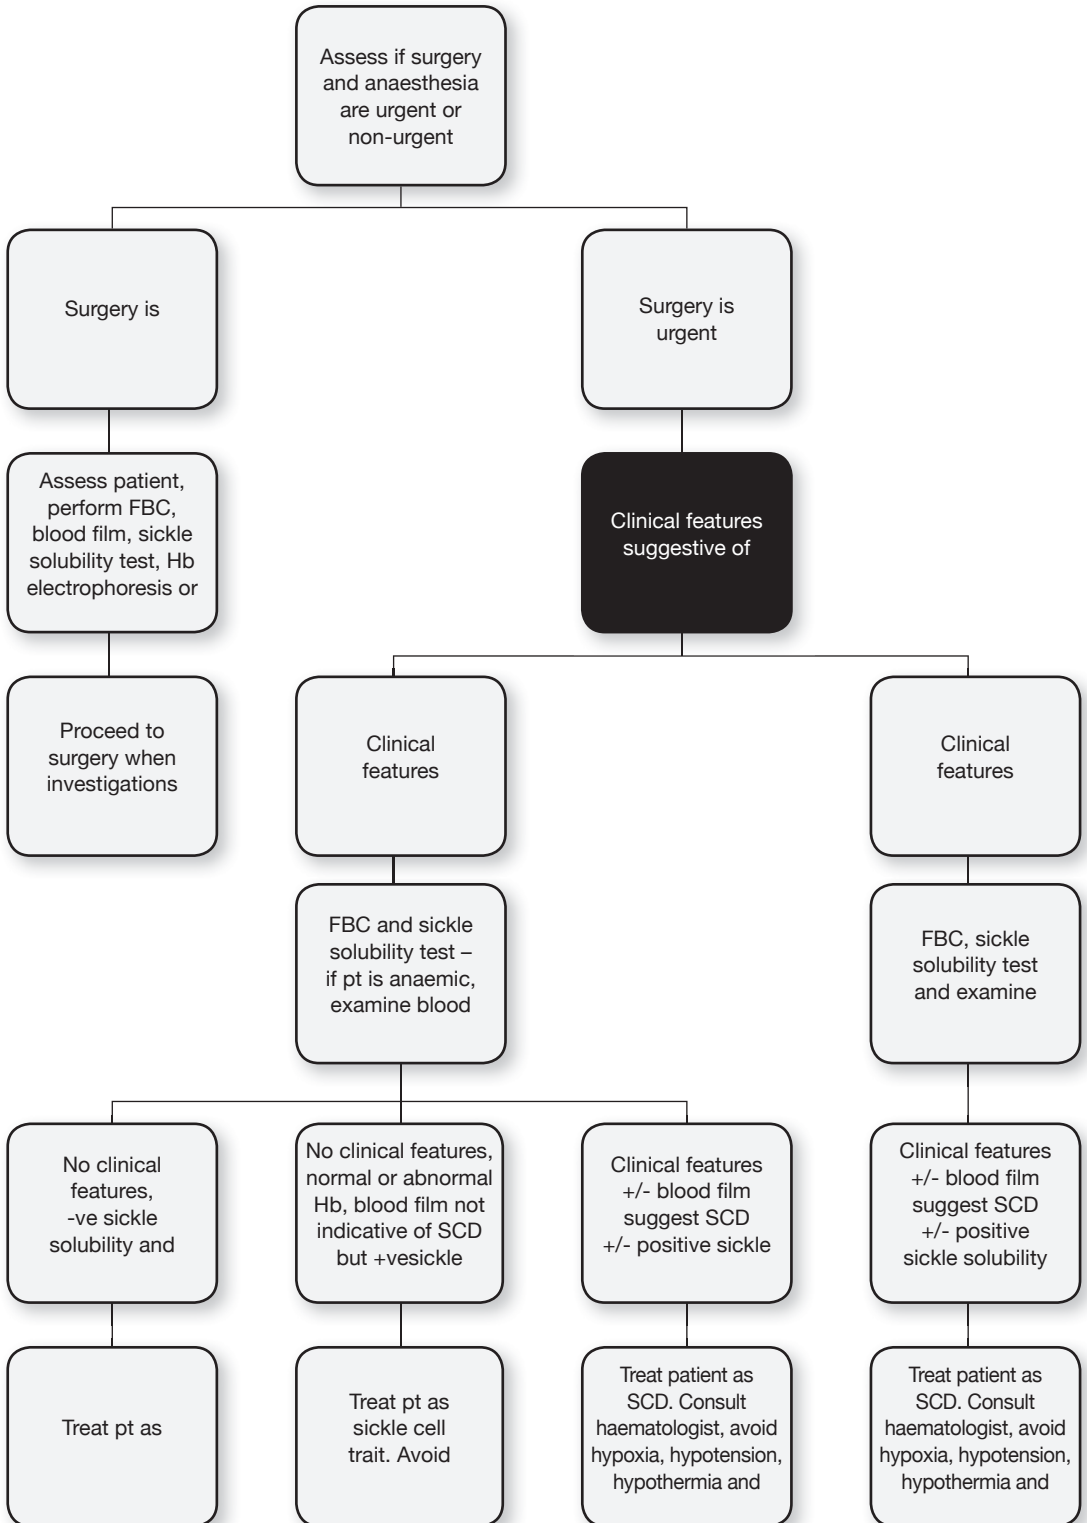 Assess if surgery
and anaesthesia
are urgent or
non-urgent
Surgery is
Surgery is
urgent
Assess patient,
perform FBC,
blood film, sickle
solubility test, Hb
electrophoresis or
Clinical features
suggestive of
Proceed to
surgery when
investigations
Clinical
features
Clinical
features
FBC and sickle
solubility test –
if pt is anaemic,
examine blood
FBC, sickle
solubility test
and examine
No clinical
features,
-ve sickle
solubility and
No clinical features,
normal or abnormal
Hb, blood film not
indicative of SCD
but +vesickle
Clinical features
+/- blood film
suggest SCD
+/- positive sickle
Clinical features
+/- blood film
suggest SCD
+/- positive
sickle solubility
Treat pt as
Treat pt as
sickle cell
trait. Avoid
Treat patient as
SCD. Consult
haematologist, avoid
hypoxia, hypotension,
hypothermia and
Treat patient as
SCD. Consult
haematologist, avoid
hypoxia, hypotension,
hypothermia and